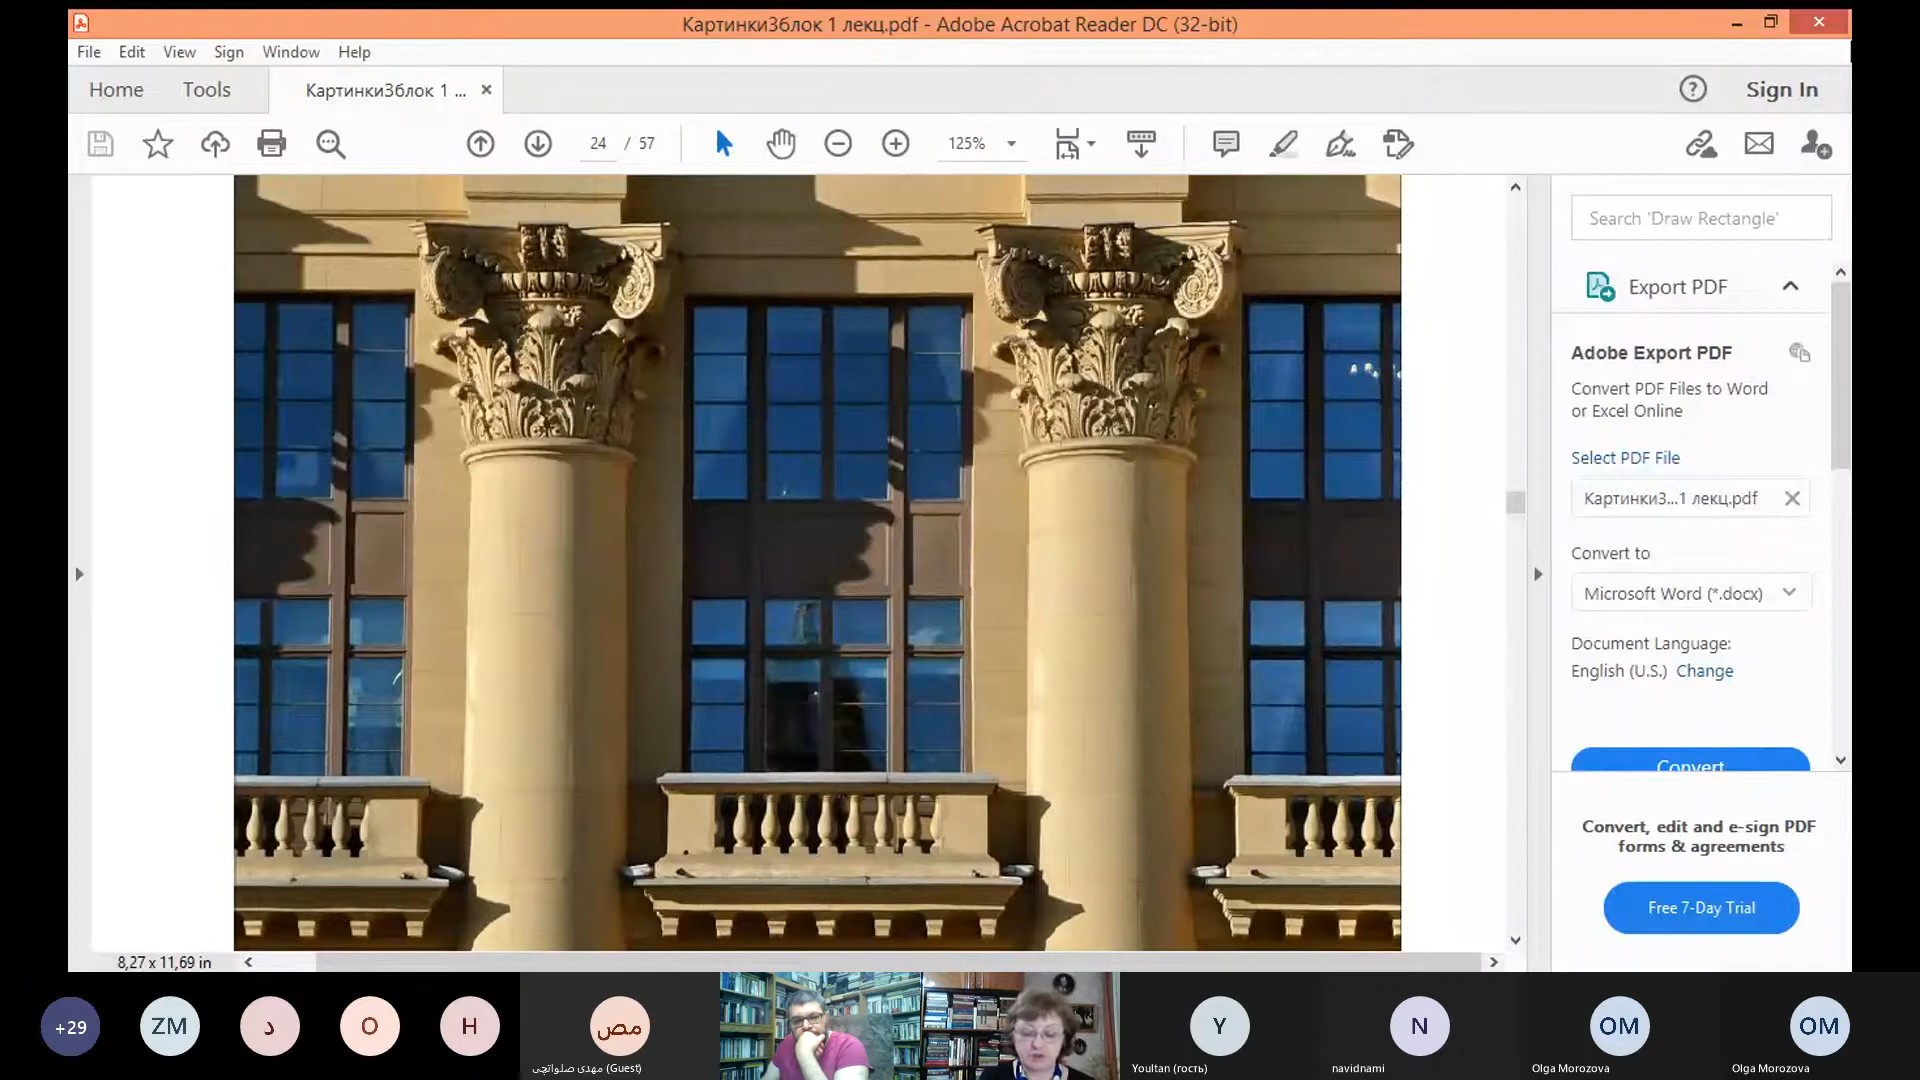 Картинки3блок 1 лекц.pdf - Adobe Acrobat Reader DC (32-bit)
File Edit View Sign Window Help
Home Tools Картинки3блок 1 ... ×
? Sign In
24 / 57 125%
Search 'Draw Rectangle'
Export PDF
Adobe Export PDF
Convert PDF Files to Word
or Excel Online
Select PDF File
Картинки3...1 лекц.pdf
Convert to
Microsoft Word (*.docx)
Document Language:
English (U.S.) Change
Convert
Convert, edit and e-sign PDF
forms & agreements
Free 7-Day Trial
8,27 x 11,69 in
+29 ZM د O H مص Y N OM OM
مهدی صلواتچی (Guest) Youltan (гость) navidnami Olga Morozova Olga Morozova